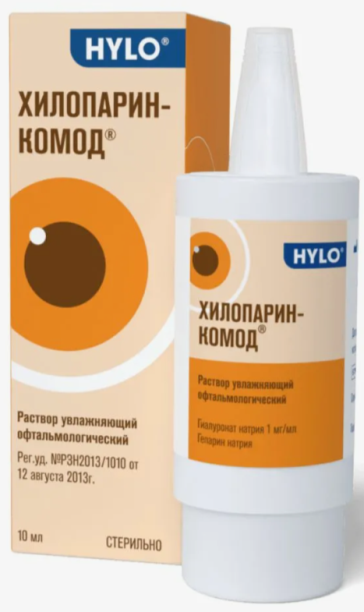 HYLO®
ХИЛОПАРИН-
КОМОД®
Раствор увлажняющий
офтальмологический
Рег.уд. №РЗН2013/1010 от
12 августа 2013г.
10 мл
СТЕРИЛЬНО
HYLO®
ХИЛОПАРИН-
КОМОД®
Раствор увлажняющий
офтальмологический
Гиалуронат натрия 1 мг/мл
Гепарин натрия